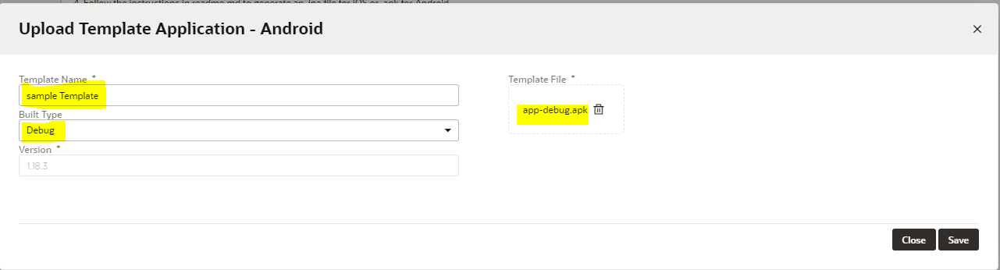 4. Follow the instructions in readme.md to generate an .ipa file for iOS or .apk for Android
Upload Template Application - Android
Template Name *
sample Template
Built Type
Debug
Version *
1.18.3
Template File *
app-debug.apk
Close Save